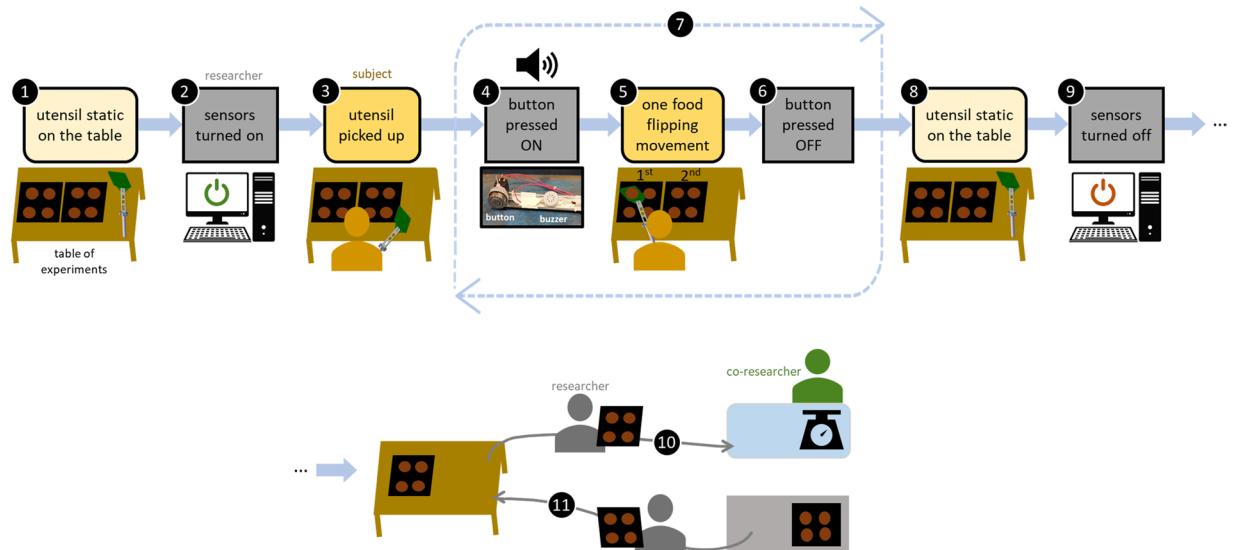 7
researcher
subject
1
2
3
4
5
6
8
9
utensil static
on the table
sensors
turned on
utensil
picked up
button
pressed
ON
one food
flipping
movement
button
pressed
OFF
utensil static
on the table
sensors
turned off
...
1st
2nd
button
buzzer
table of
experiments
co-researcher
researcher
10
...
11